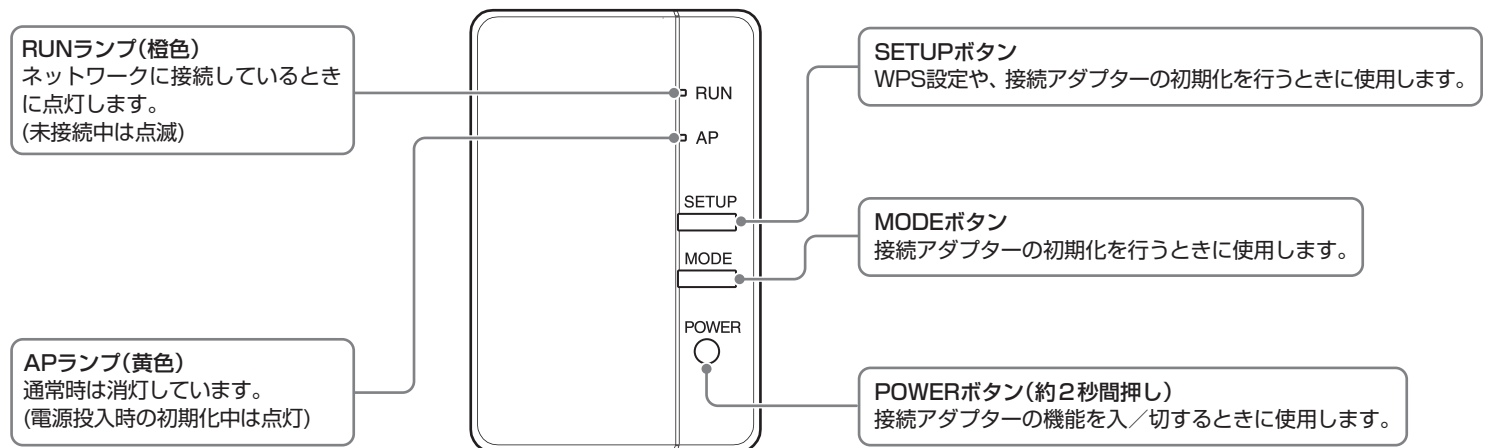 RUNランプ(橙色)
ネットワークに接続しているとき
に点灯します。
(未接続中は点滅)
APランプ(黄色)
通常時は消灯しています。
(電源投入時の初期化中は点灯)
RUN
AP
SETUP
MODE
POWER
SETUPボタン
WPS設定や、接続アダプターの初期化を行うときに使用します。
MODEボタン
接続アダプターの初期化を行うときに使用します。
POWERボタン(約2秒間押し)
接続アダプターの機能を入／切するときに使用します。